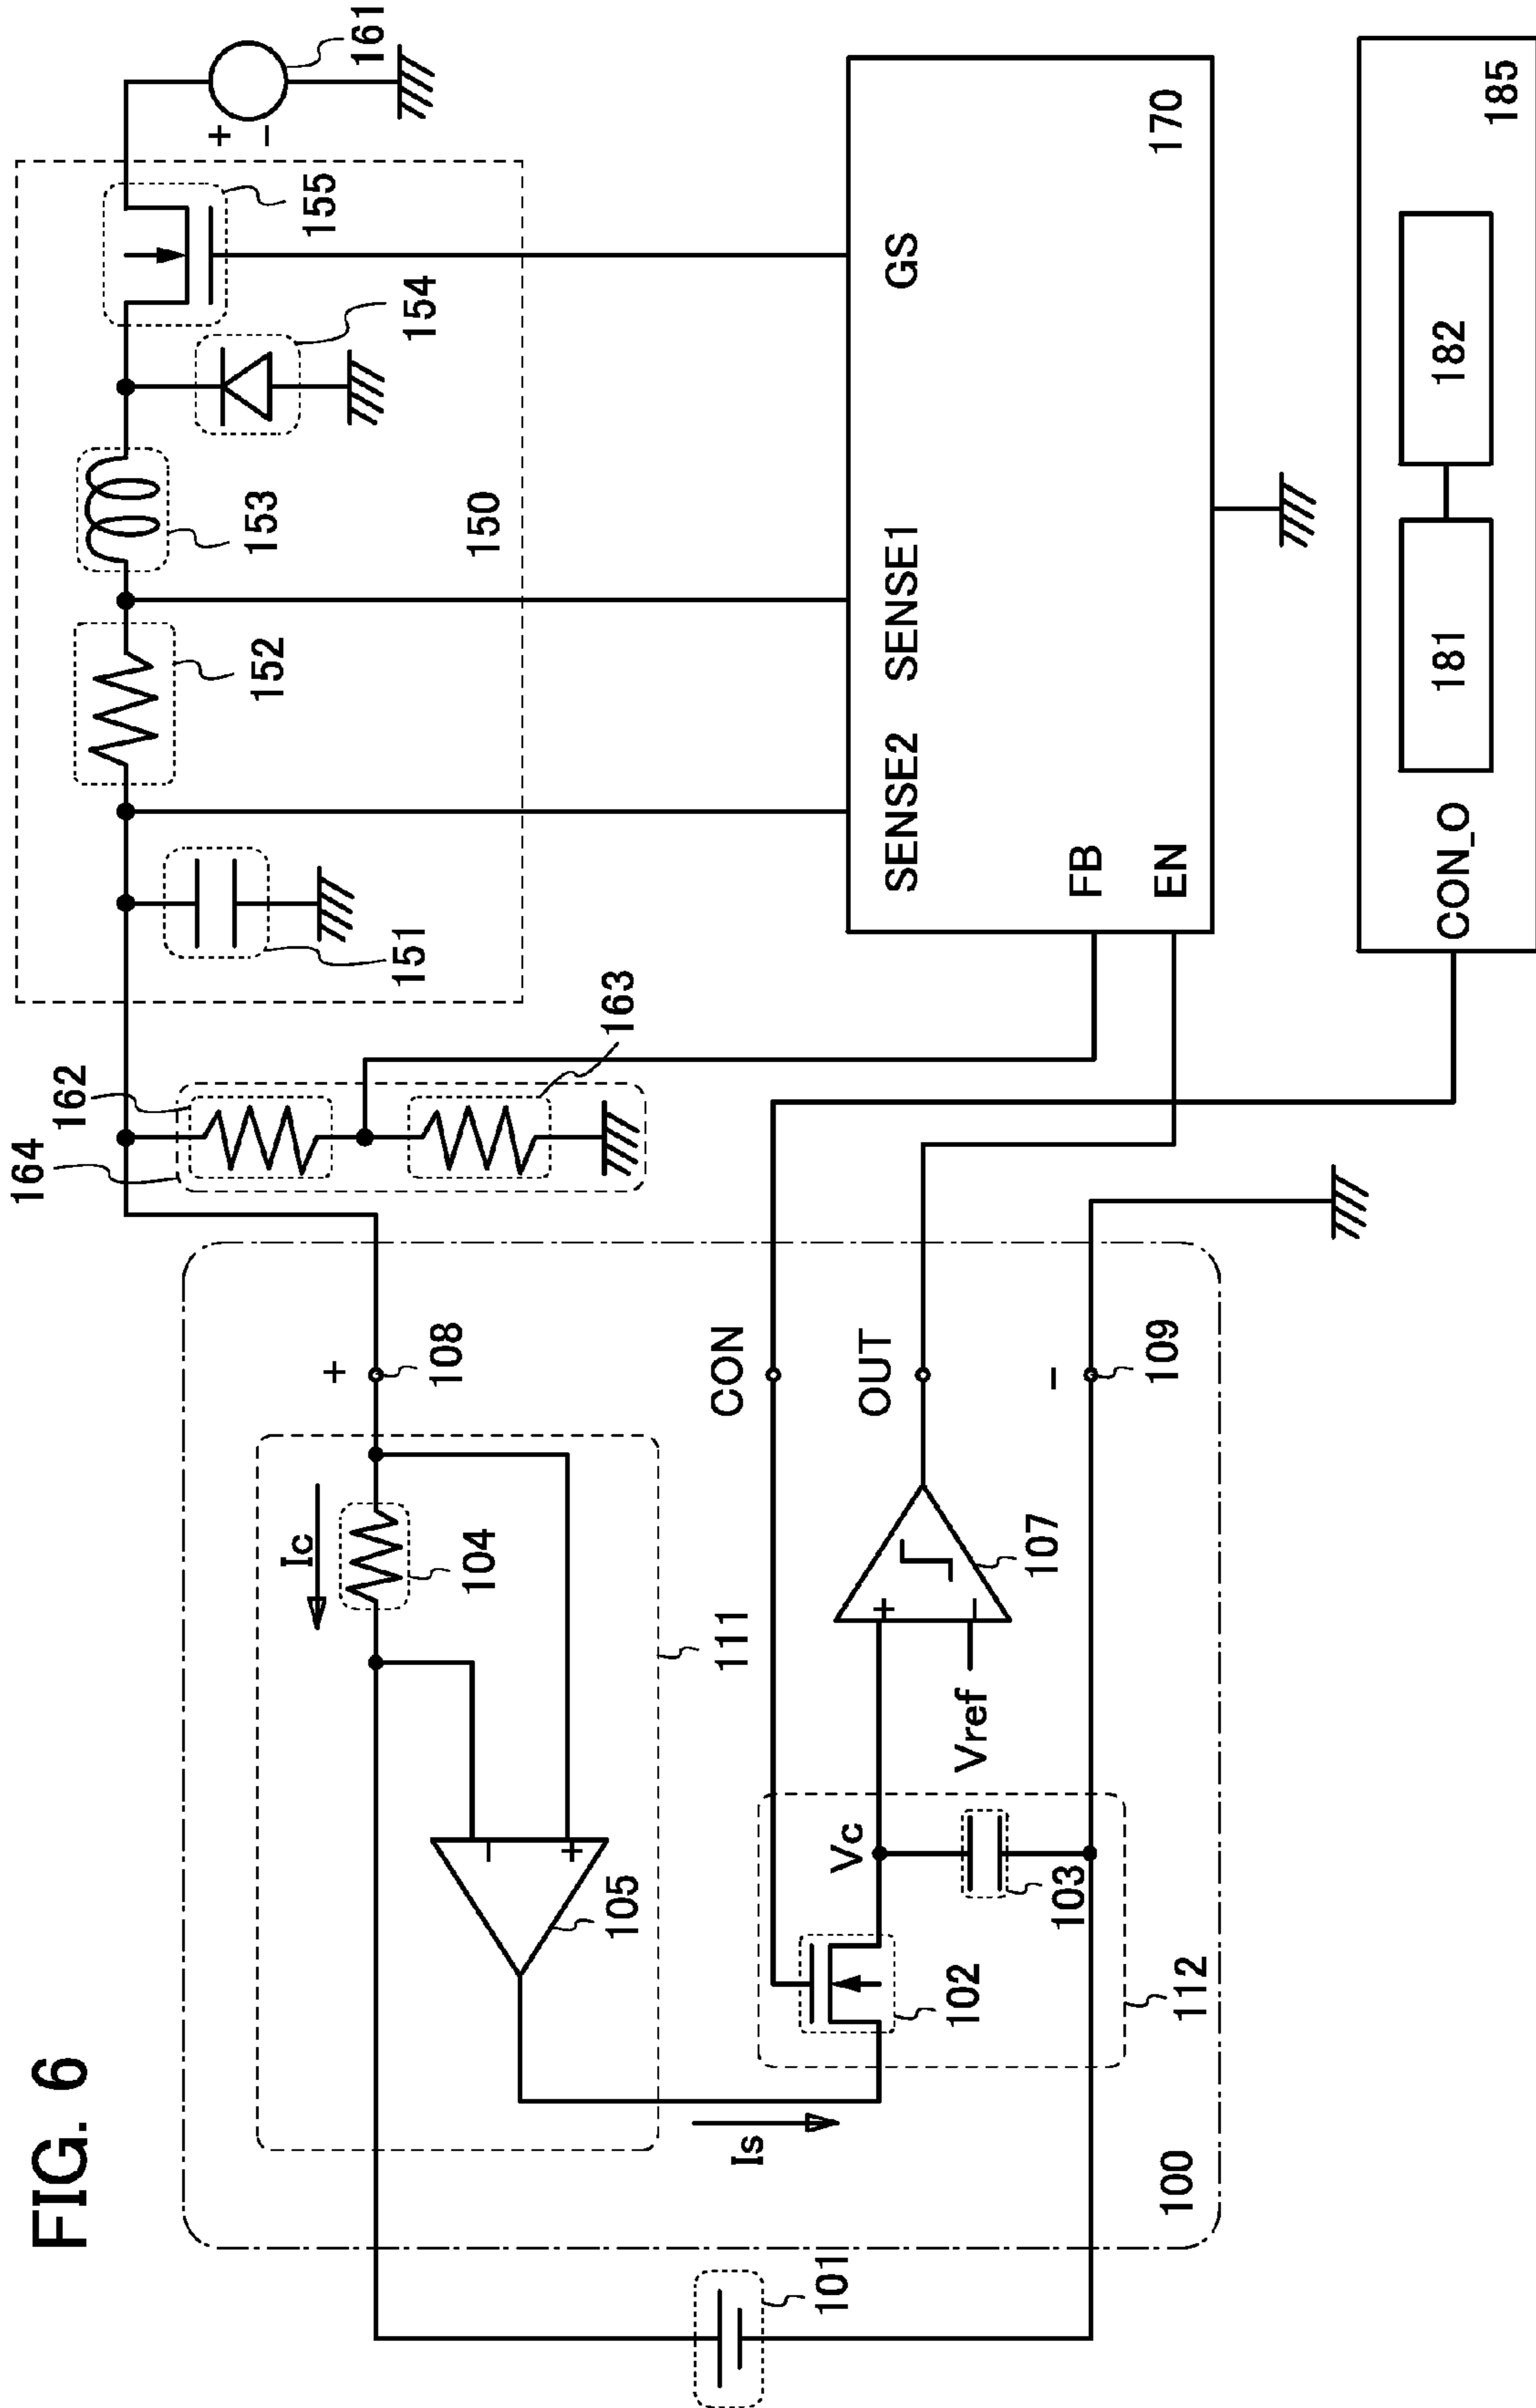 FIG. 6
164
162
163
151
152
153
154
155
150
161
+
−
108
+
Ic
104
105
−
+
111
Is
CON
OUT
107
+
−
Vref
Vc
102
103
112
109
−
100
101
SENSE2
SENSE1
GS
FB
EN
170
CON_O
181
182
185